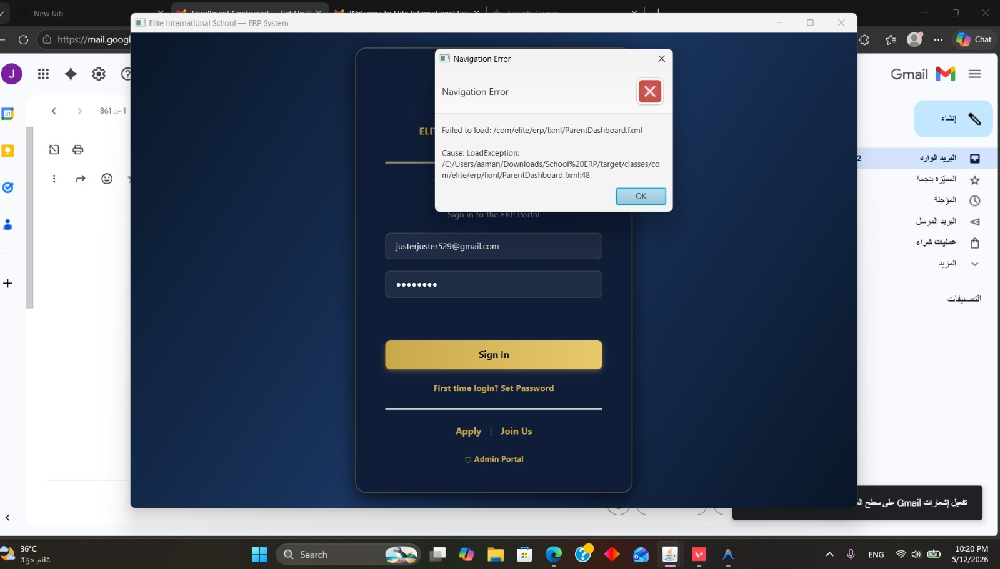 New tab
Elite International School — ERP System
https://mail.googl
Chat
J
Gmail
31
1 من 861
إنشاء
البريد الوارد
2
المميّزة بنجمة
المؤجلة
البريد المرسَل
عمليات شراء
المزيد
التصنيفات
Navigation Error
Navigation Error
Failed to load: /com/elite/erp/fxml/ParentDashboard.fxml
Cause: LoadException:
/C:/Users/aaman/Downloads/School%20ERP/target/classes/co
m/elite/erp/fxml/ParentDashboard.fxml:48
OK
ELIT
Sign in to the ERP Portal
justerjuster529@gmail.com
Sign In
First time login? Set Password
Apply | Join Us
Admin Portal
تفعيل إشعارات Gmail على سطح
36°C
غائم جزئيًا
Search
ENG
10:20 PM
5/12/2026